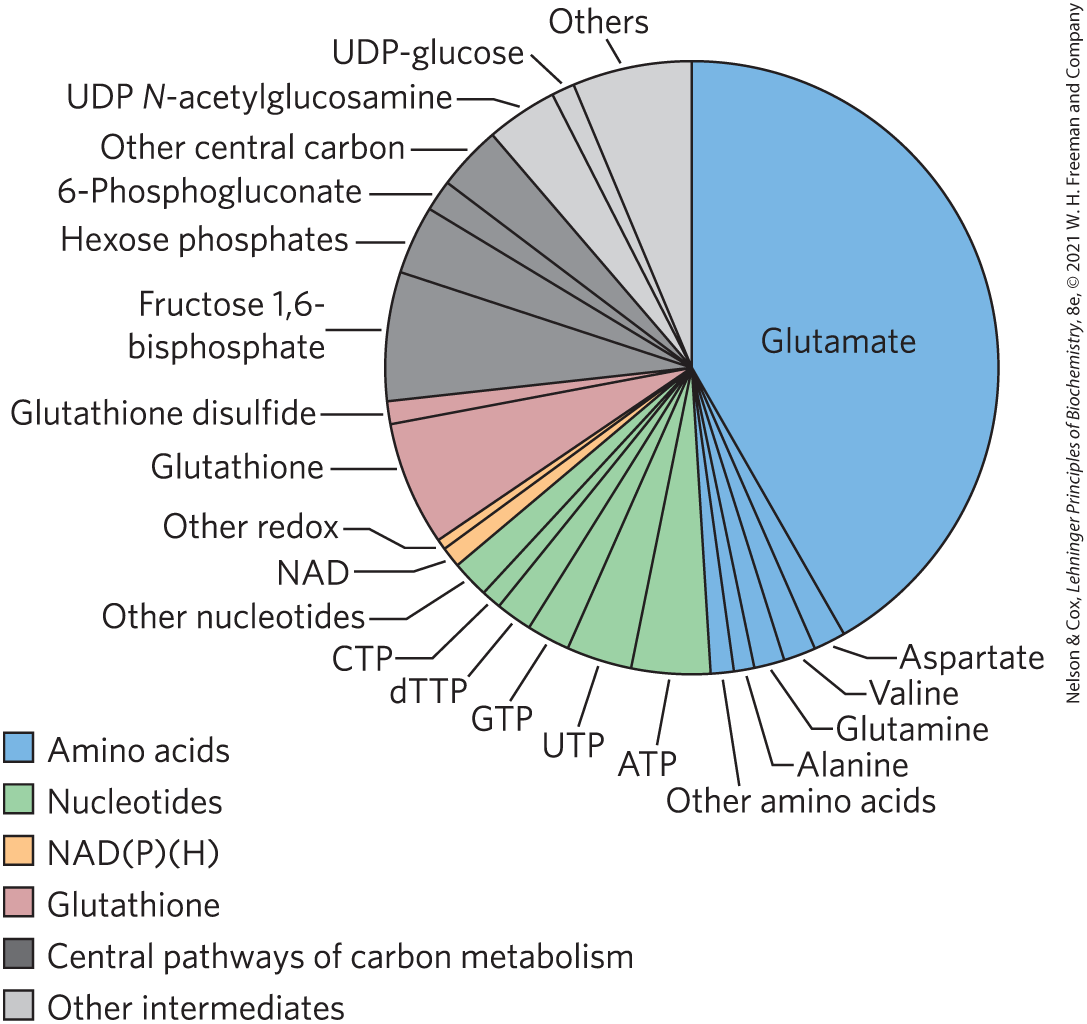 Others
UDP-glucose
UDP N-acetylglucosamine
Other central carbon
6-Phosphogluconate
Hexose phosphates
Fructose 1,6-
bisphosphate
Glutamate
Glutathione disulfide
Glutathione
Other redox
NAD
Other nucleotides
CTP
dTTP
GTP
UTP
ATP
Aspartate
Valine
Glutamine
Alanine
Other amino acids
Amino acids
Nucleotides
NAD(P)(H)
Glutathione
Central pathways of carbon metabolism
Other intermediates
Nelson & Cox, Lehninger Principles of Biochemistry, 8e, © 2021 W. H. Freeman and Company